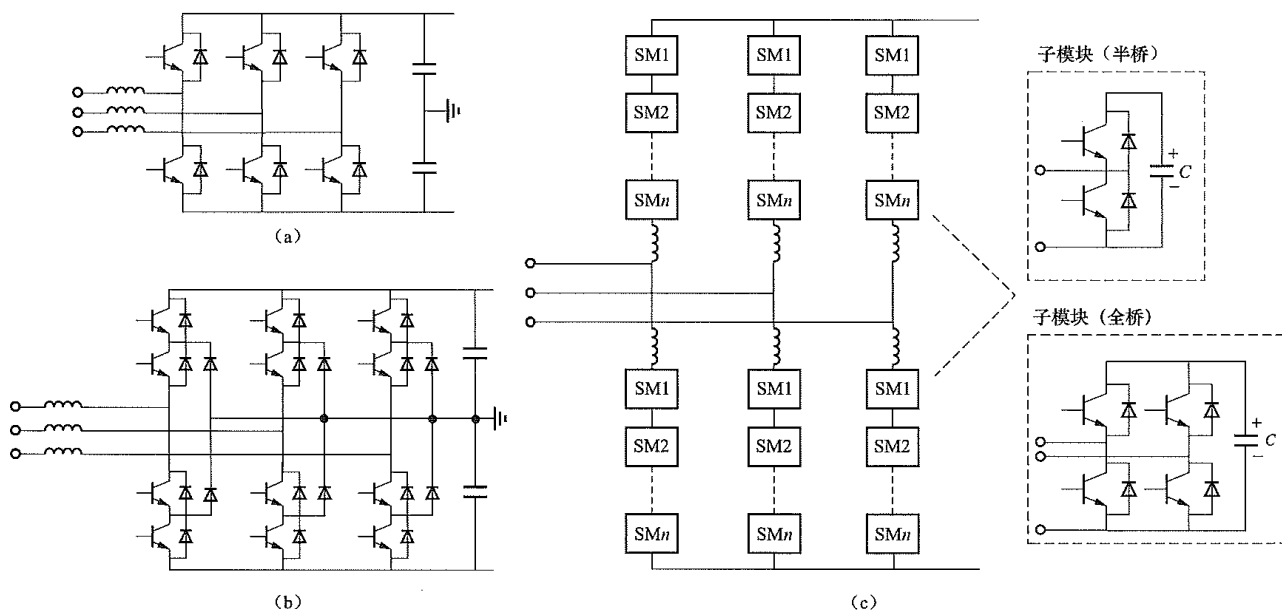 (a)
(b)
SM1 SM1 SM1
SM2 SM2 SM2
SMn SMn SMn
SM1 SM1 SM1
SM2 SM2 SM2
SMn SMn SMn
(c)
子模块（半桥）
+
C
−
子模块（全桥）
+
C
−